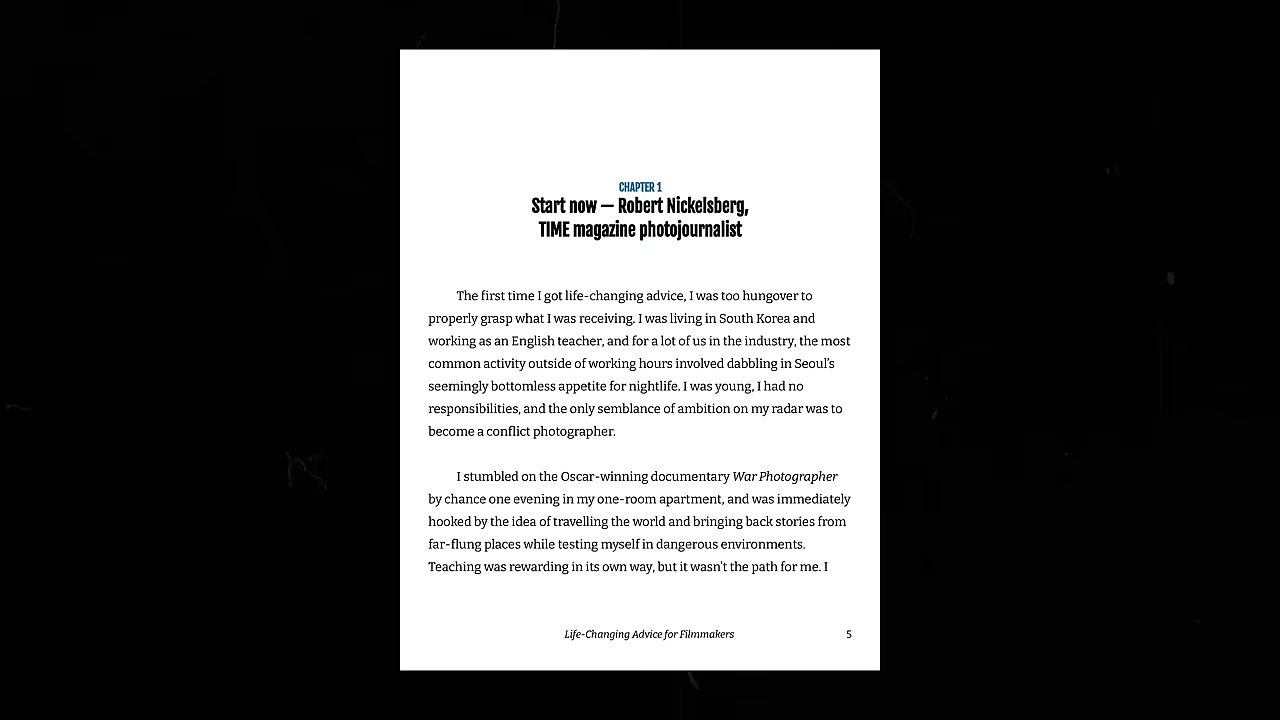 CHAPTER 1
Start now — Robert Nickelsberg,
TIME magazine photojournalist
The first time I got life-changing advice, I was too hungover to
properly grasp what I was receiving. I was living in South Korea and
working as an English teacher, and for a lot of us in the industry, the most
common activity outside of working hours involved dabbling in Seoul's
seemingly bottomless appetite for nightlife. I was young, I had no
responsibilities, and the only semblance of ambition on my radar was to
become a conflict photographer.
I stumbled on the Oscar-winning documentary War Photographer
by chance one evening in my one-room apartment, and was immediately
hooked by the idea of travelling the world and bringing back stories from
far-flung places while testing myself in dangerous environments.
Teaching was rewarding in its own way, but it wasn't the path for me. I
Life-Changing Advice for Filmmakers
5